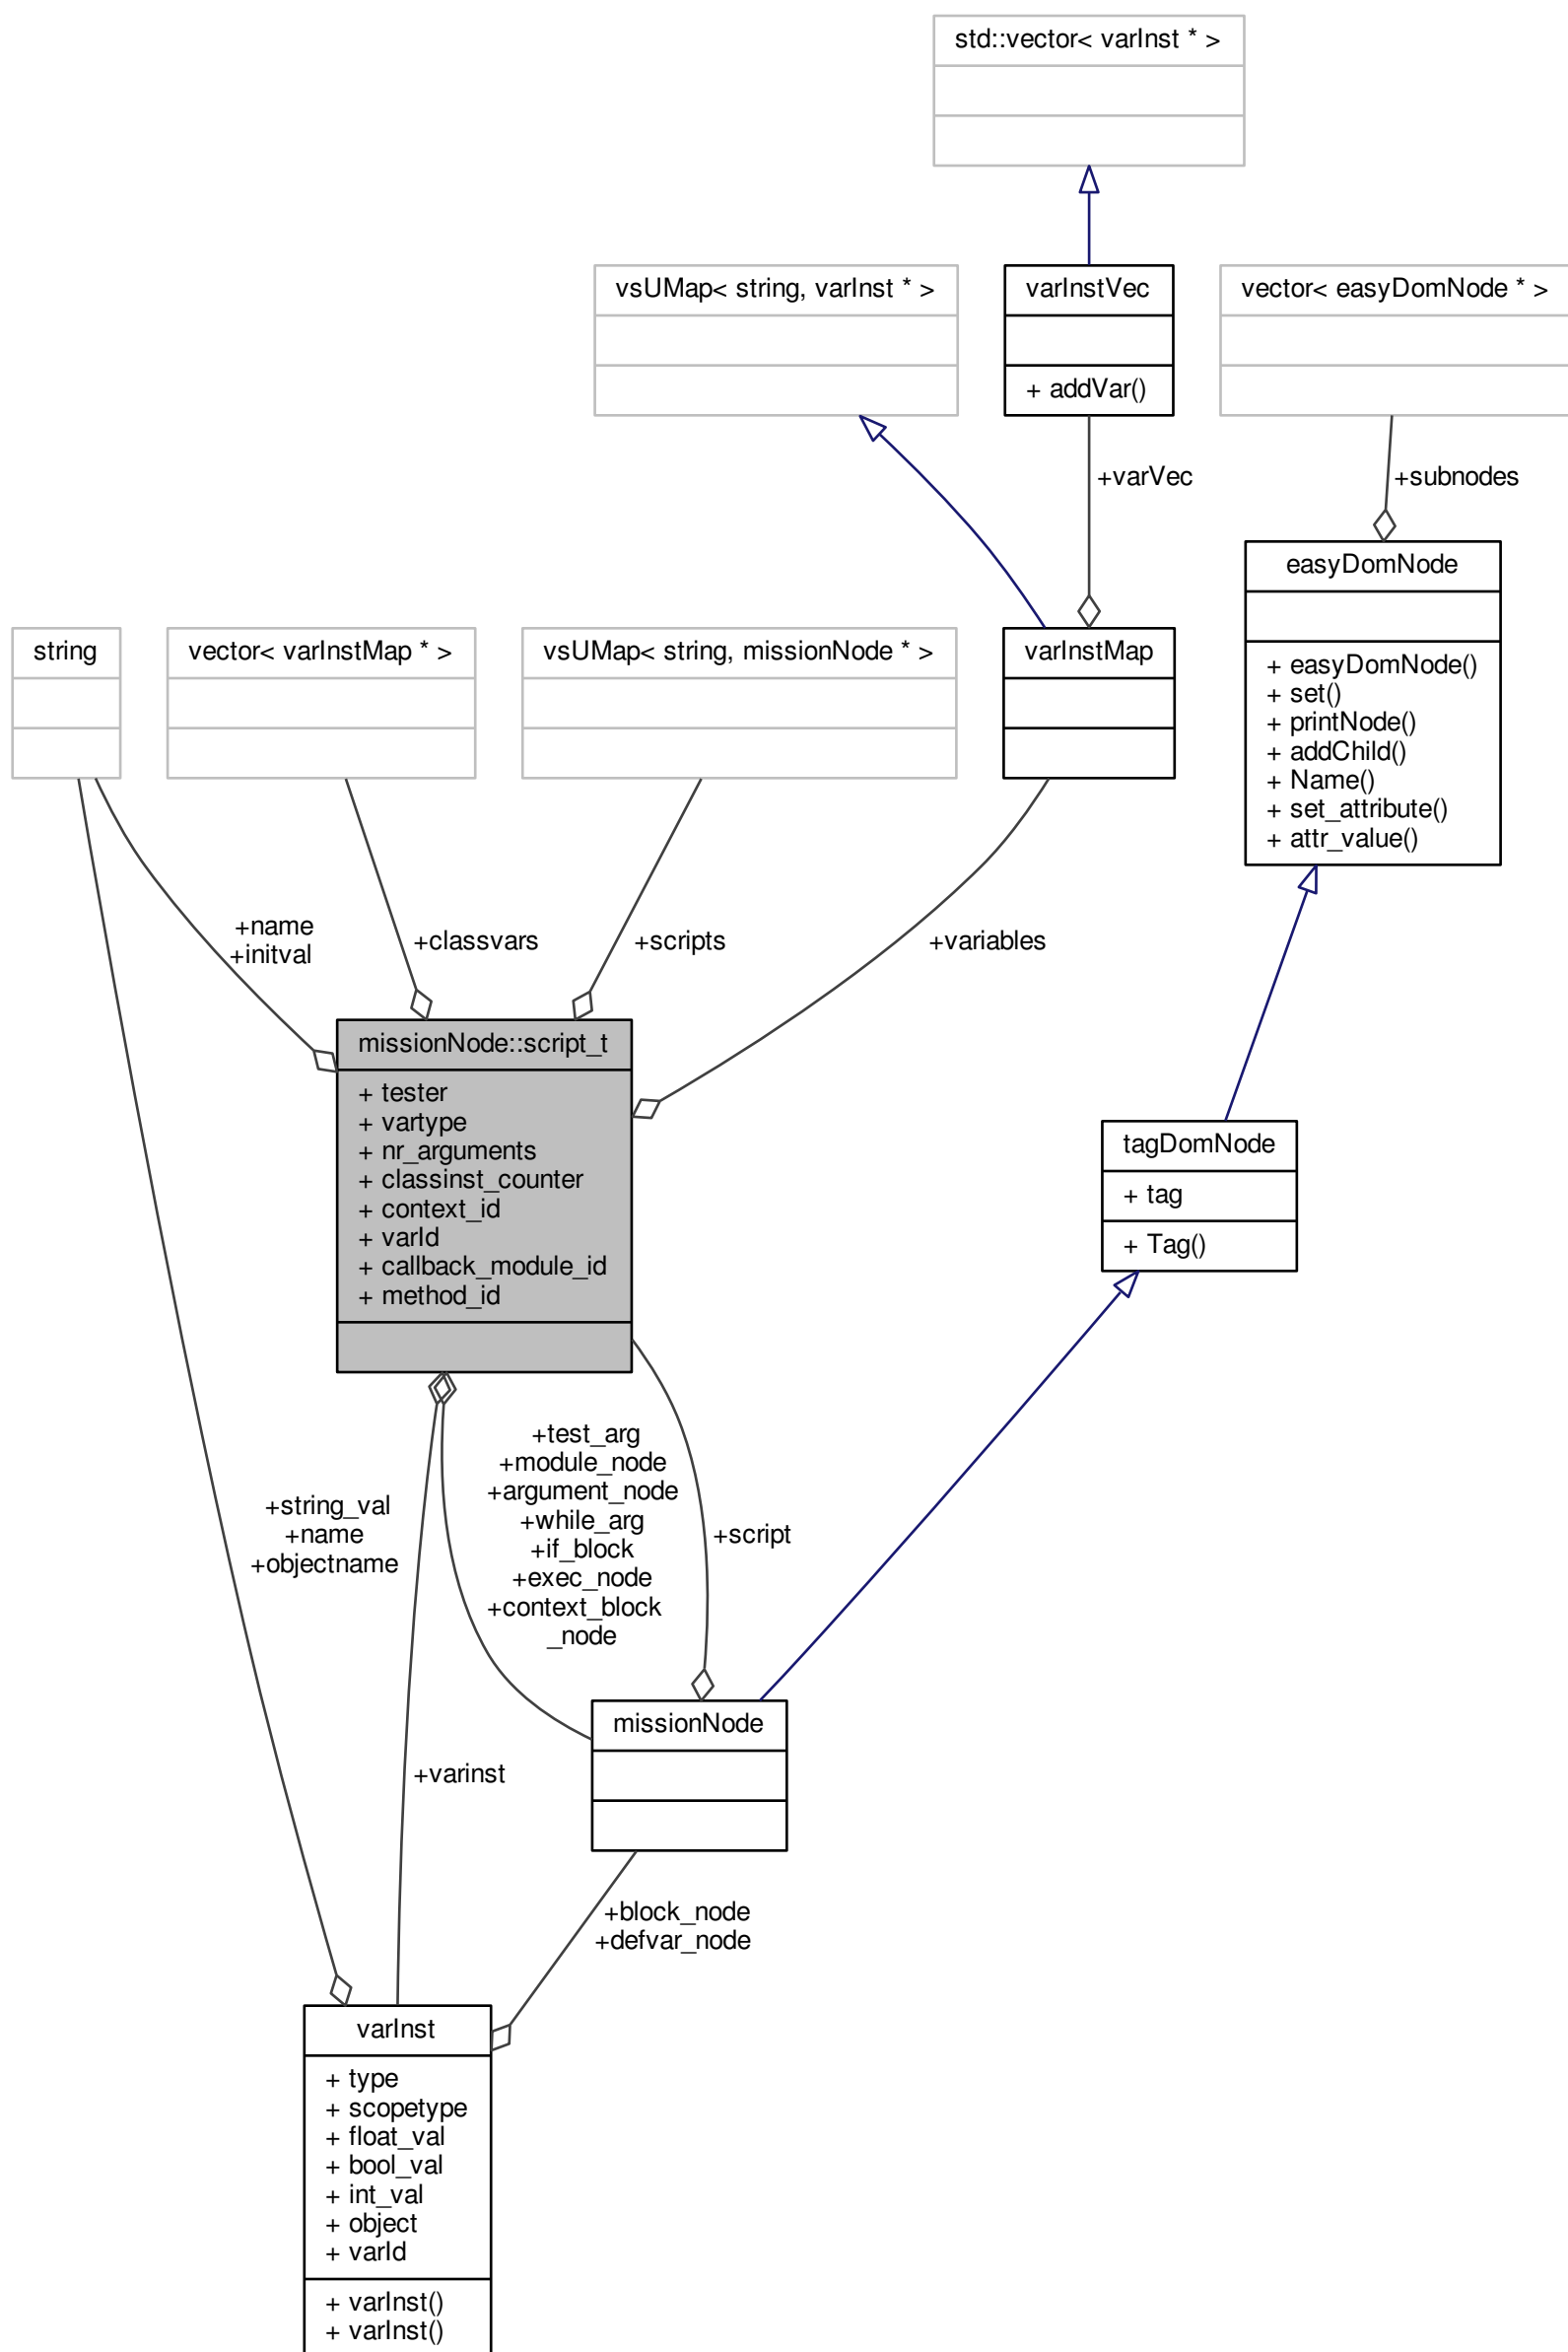 std::vector< varInst * >
vsUMap< string, varInst * >
varInstVec
+ addVar()
vector< easyDomNode * >
+varVec
+subnodes
easyDomNode
+ easyDomNode()
+ set()
+ printNode()
+ addChild()
+ Name()
+ set_attribute()
+ attr_value()
string
vector< varInstMap * >
vsUMap< string, missionNode * >
varInstMap
+name
+initval
+classvars
+scripts
+variables
missionNode::script_t
+ tester
+ vartype
+ nr_arguments
+ classinst_counter
+ context_id
+ varId
+ callback_module_id
+ method_id
tagDomNode
+ tag
+ Tag()
+string_val
+name
+objectname
+test_arg
+module_node
+argument_node
+while_arg
+if_block
+exec_node
+context_block
_node
+script
missionNode
+varinst
+block_node
+defvar_node
varInst
+ type
+ scopetype
+ float_val
+ bool_val
+ int_val
+ object
+ varId
+ varInst()
+ varInst()